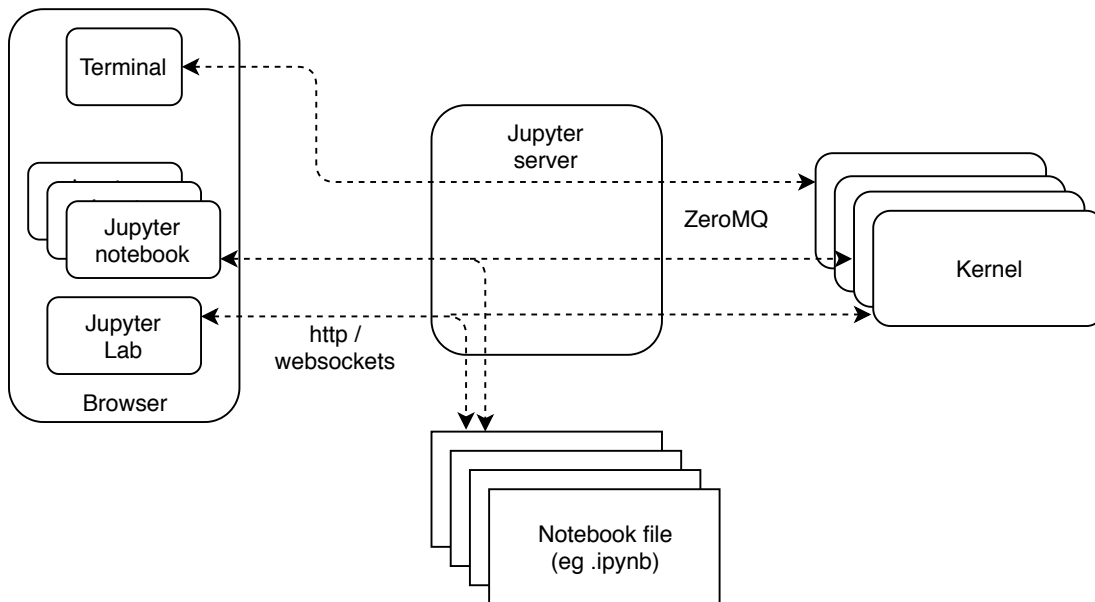 Terminal
Jupyter
server
ZeroMQ
Jupyter
notebook
Kernel
Jupyter
Lab
http /
websockets
Browser
Notebook file
(eg .ipynb)